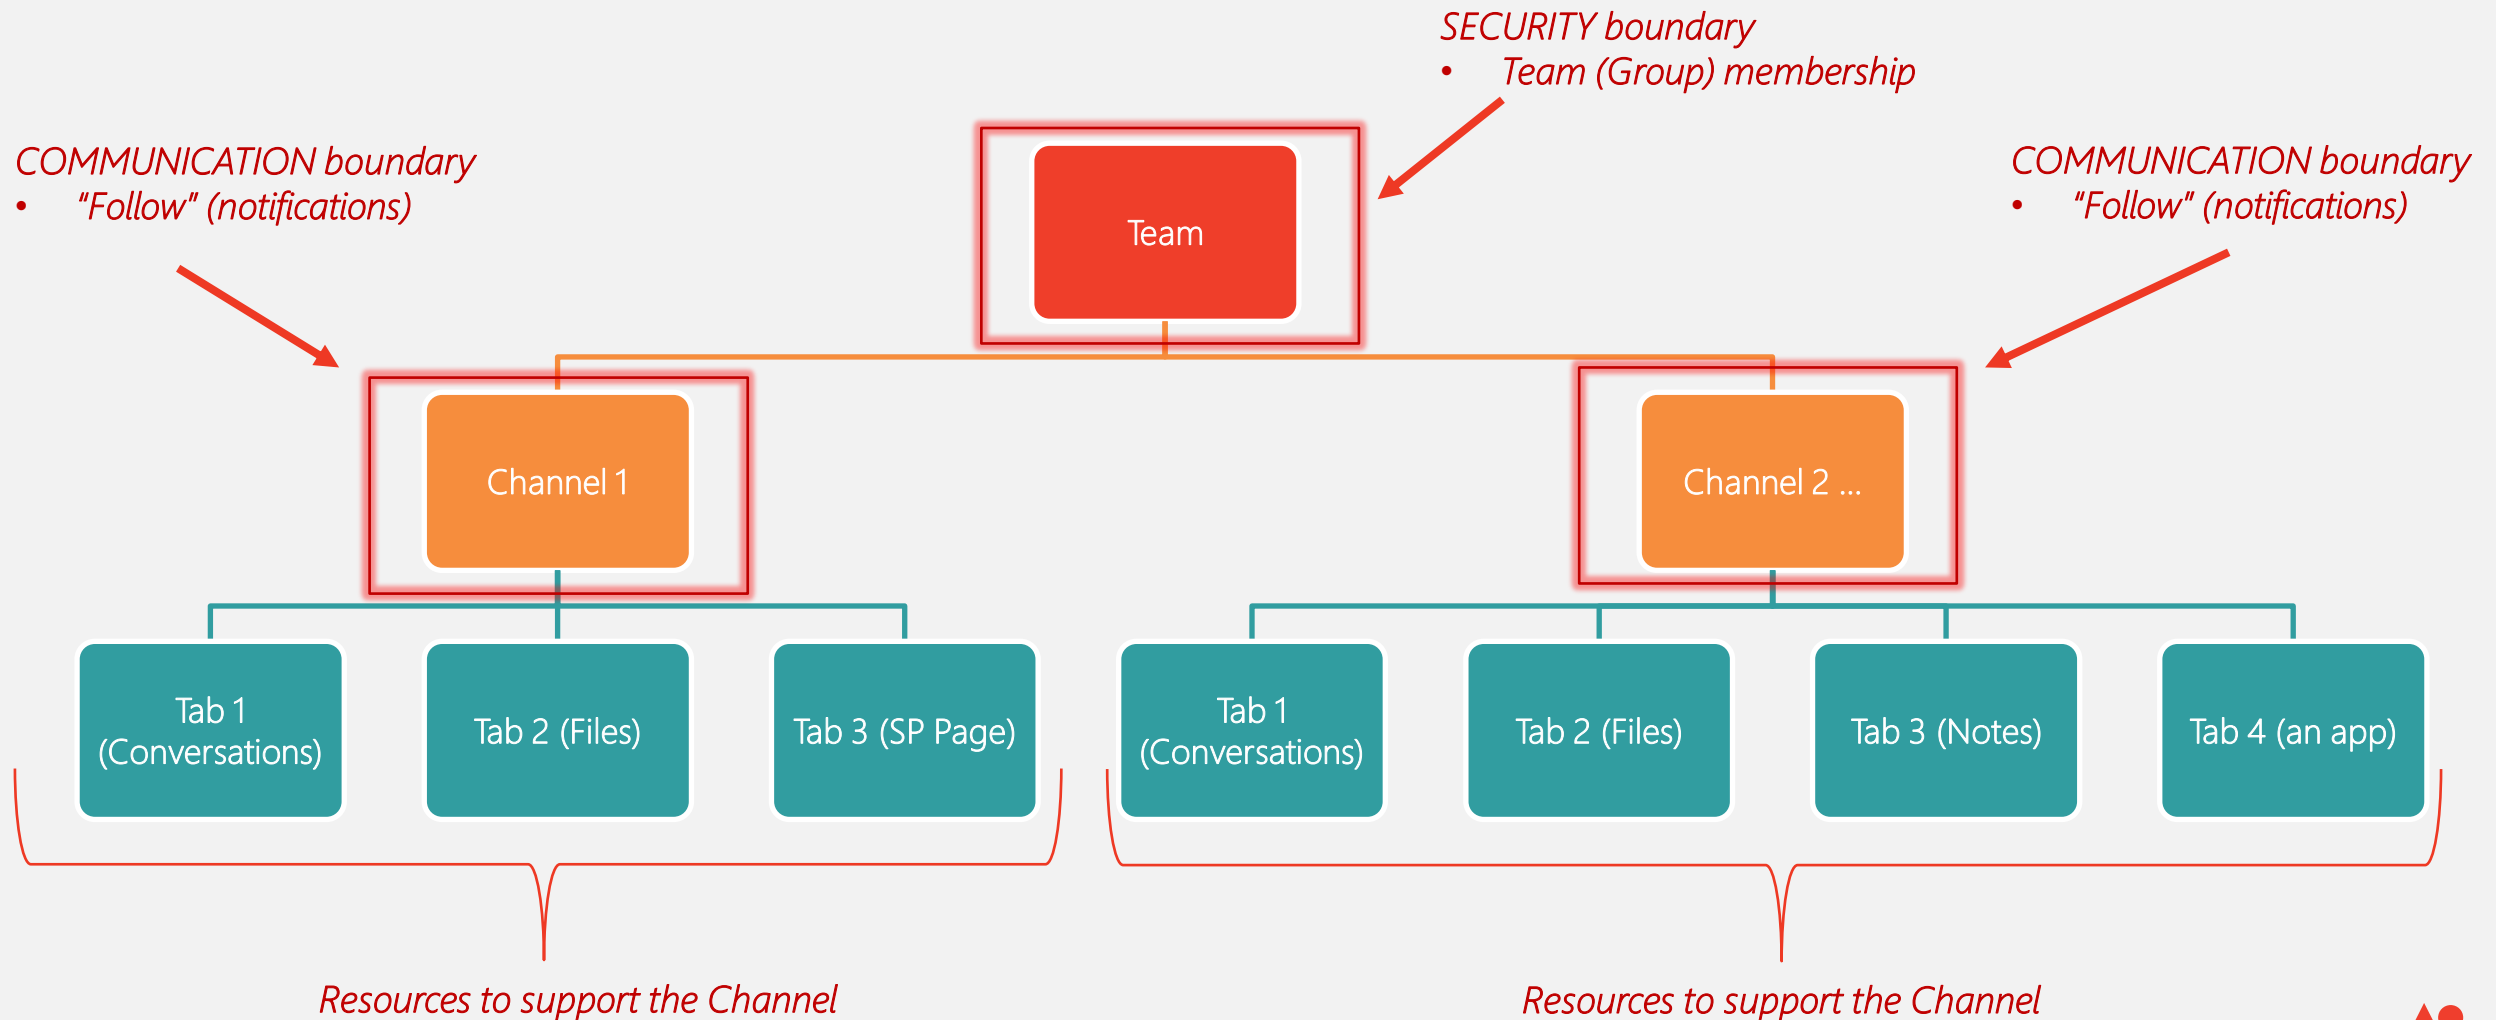 SECURITY boundary
• Team (Group) membership
COMMUNICATION boundary
• “Follow” (notifications)
COMMUNICATION boundary
• “Follow” (notifications)
Team
Channel 1
Channel 2 ...
Tab 1
(Conversations)
Tab 2 (Files)
Tab 3 (SP Page)
Tab 1
(Conversations)
Tab 2 (Files)
Tab 3 (Notes)
Tab 4 (an app)
Resources to support the Channel
Resources to support the Channel